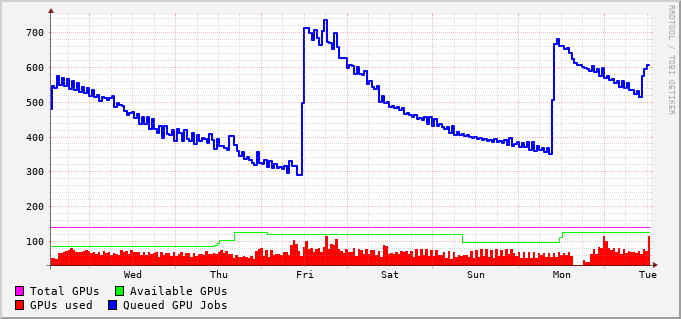 RRDTOOL / TOBI OETIKER
700
600
500
400
300
200
100
Wed Thu Fri Sat Sun Mon Tue
Total GPUs Available GPUs
GPUs used Queued GPU Jobs